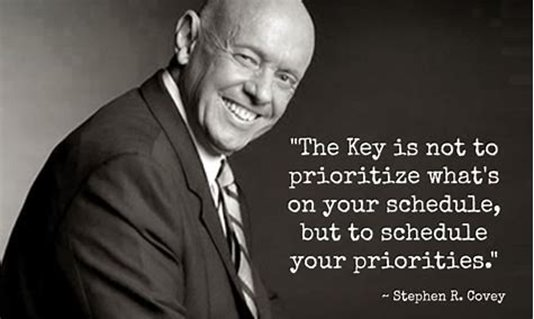 "The Key is not to
prioritize what's
on your schedule,
but to schedule
your priorities."
~ Stephen R. Covey